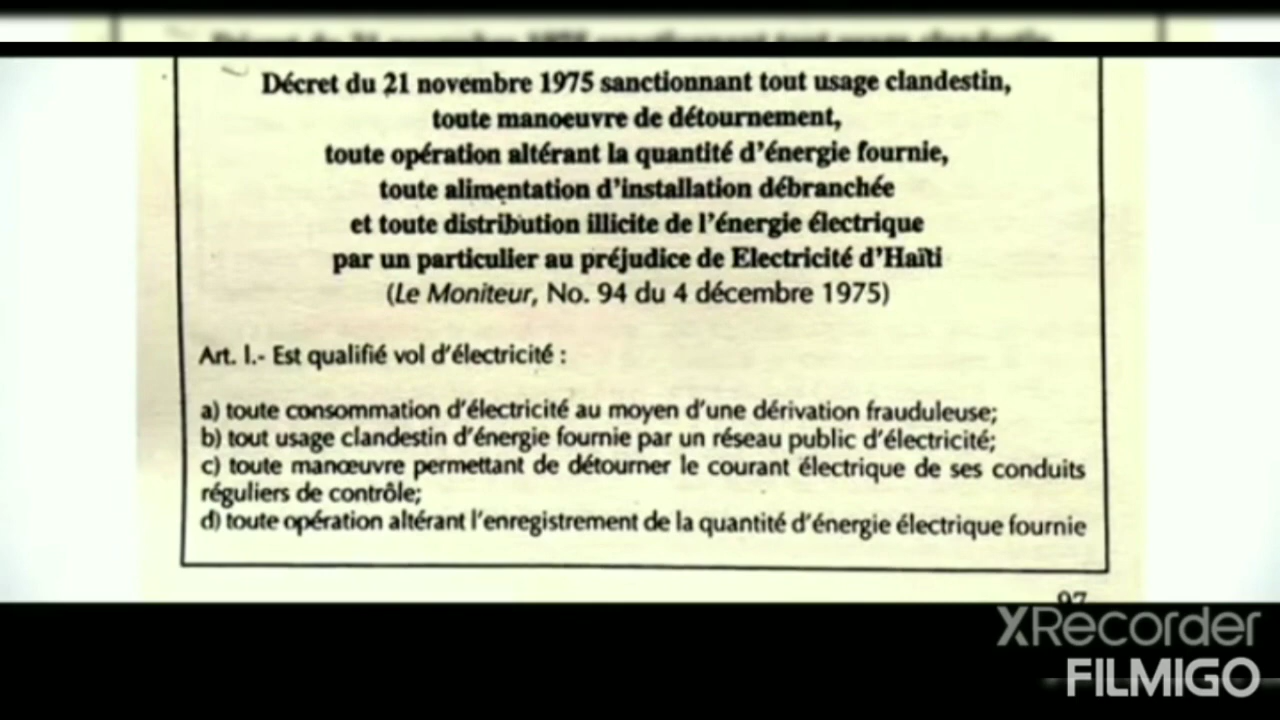 Décret du 21 novembre 1975 sanctionnant tout usage clandestin,
toute manoeuvre de détournement,
toute opération altérant la quantité d'énergie fournie,
toute alimentation d'installation débranchée
et toute distribution illicite de l'énergie électrique
par un particulier au préjudice de Electricité d'Haïti
(Le Moniteur, No. 94 du 4 décembre 1975)
Art. I.- Est qualifié vol d'électricité :
a) toute consommation d'électricité au moyen d'une dérivation frauduleuse;
b) tout usage clandestin d'énergie fournie par un réseau public d'électricité;
c) toute manœuvre permettant de détourner le courant électrique de ses conduits
réguliers de contrôle;
d) toute opération altérant l'enregistrement de la quantité d'énergie électrique fournie
97
XRecorder
FILMIGO